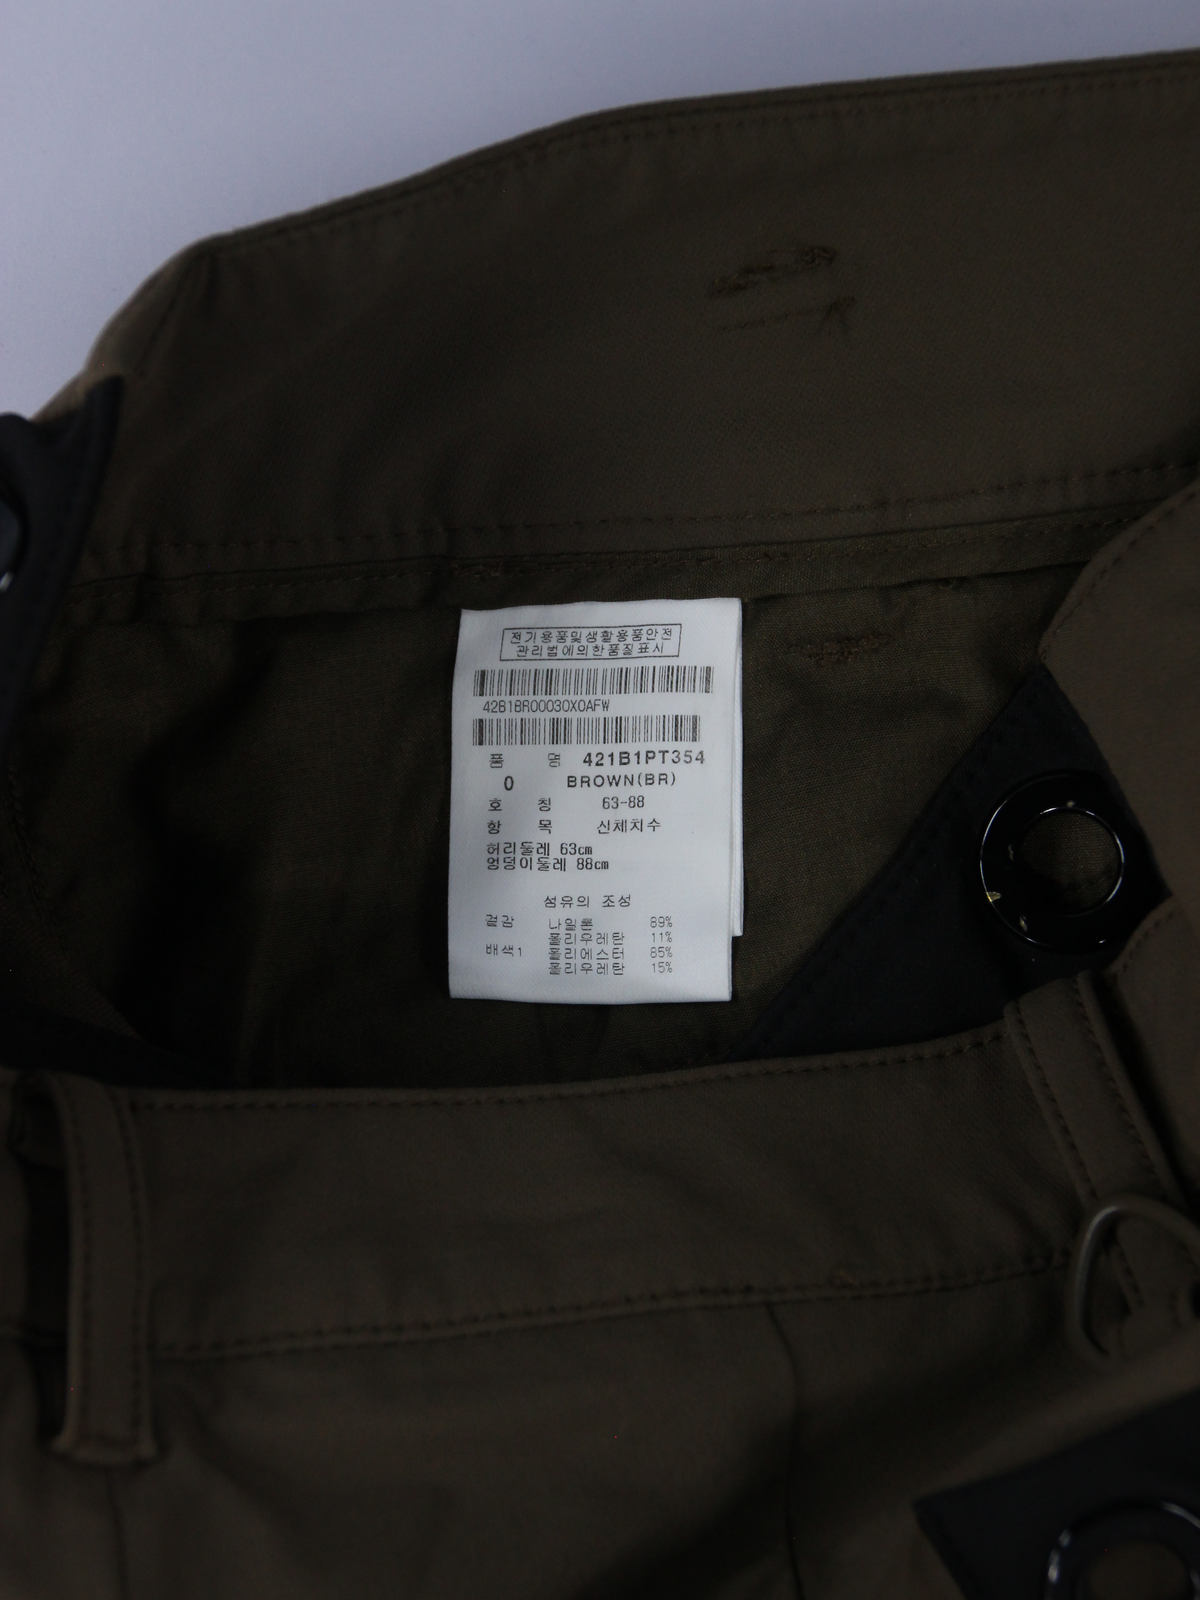 전기용품및생활용품안전
관리법에의한품질표시
42B1BR00030X0AFW
품 명 421B1PT354
0 BROWN(BR)
호 칭 63-88
항 목 신체치수
허리둘레 63cm
엉덩이둘레 88cm
섬유의 조성
겉감 나일론 89%
폴리우레탄 11%
배색1 폴리에스터 85%
폴리우레탄 15%